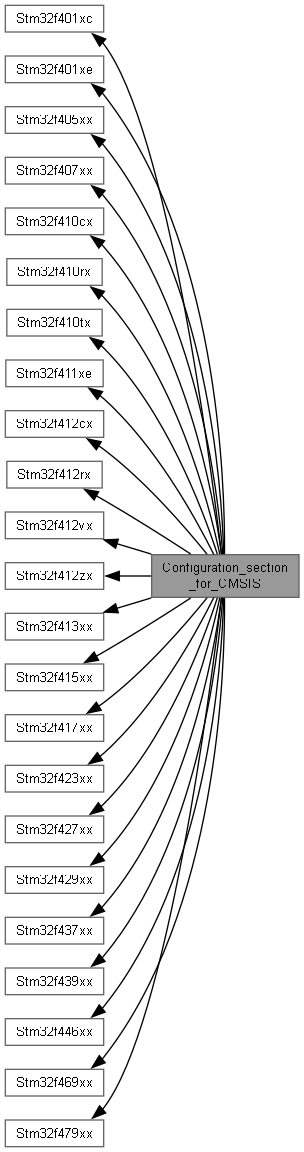 Stm32f401xc
Stm32f401xe
Stm32f405xx
Stm32f407xx
Stm32f410cx
Stm32f410rx
Stm32f410tx
Stm32f411xe
Stm32f412cx
Stm32f412rx
Stm32f412vx
Configuration_section
_for_CMSIS
Stm32f412zx
Stm32f413xx
Stm32f415xx
Stm32f417xx
Stm32f423xx
Stm32f427xx
Stm32f429xx
Stm32f437xx
Stm32f439xx
Stm32f446xx
Stm32f469xx
Stm32f479xx